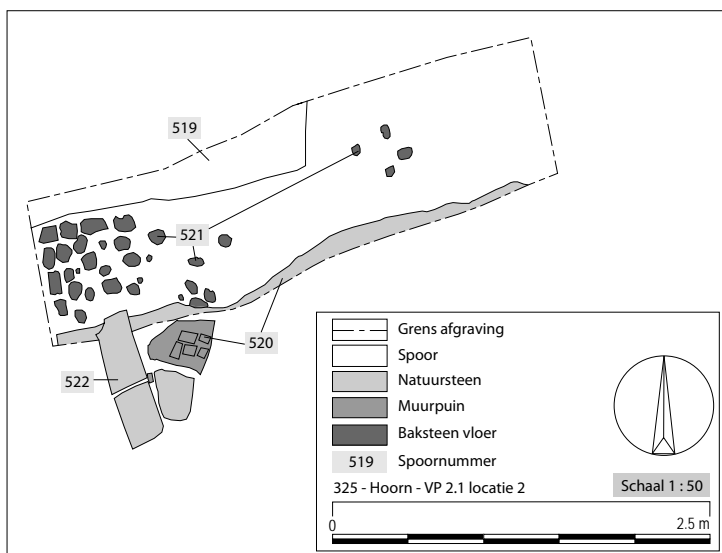 519
521
520
522
Grens afgraving
Spoor
Natuursteen
Muurpuin
Baksteen vloer
519 Spoornummer
325 - Hoorn - VP 2.1 locatie 2 Schaal 1 : 50
0 2.5 m